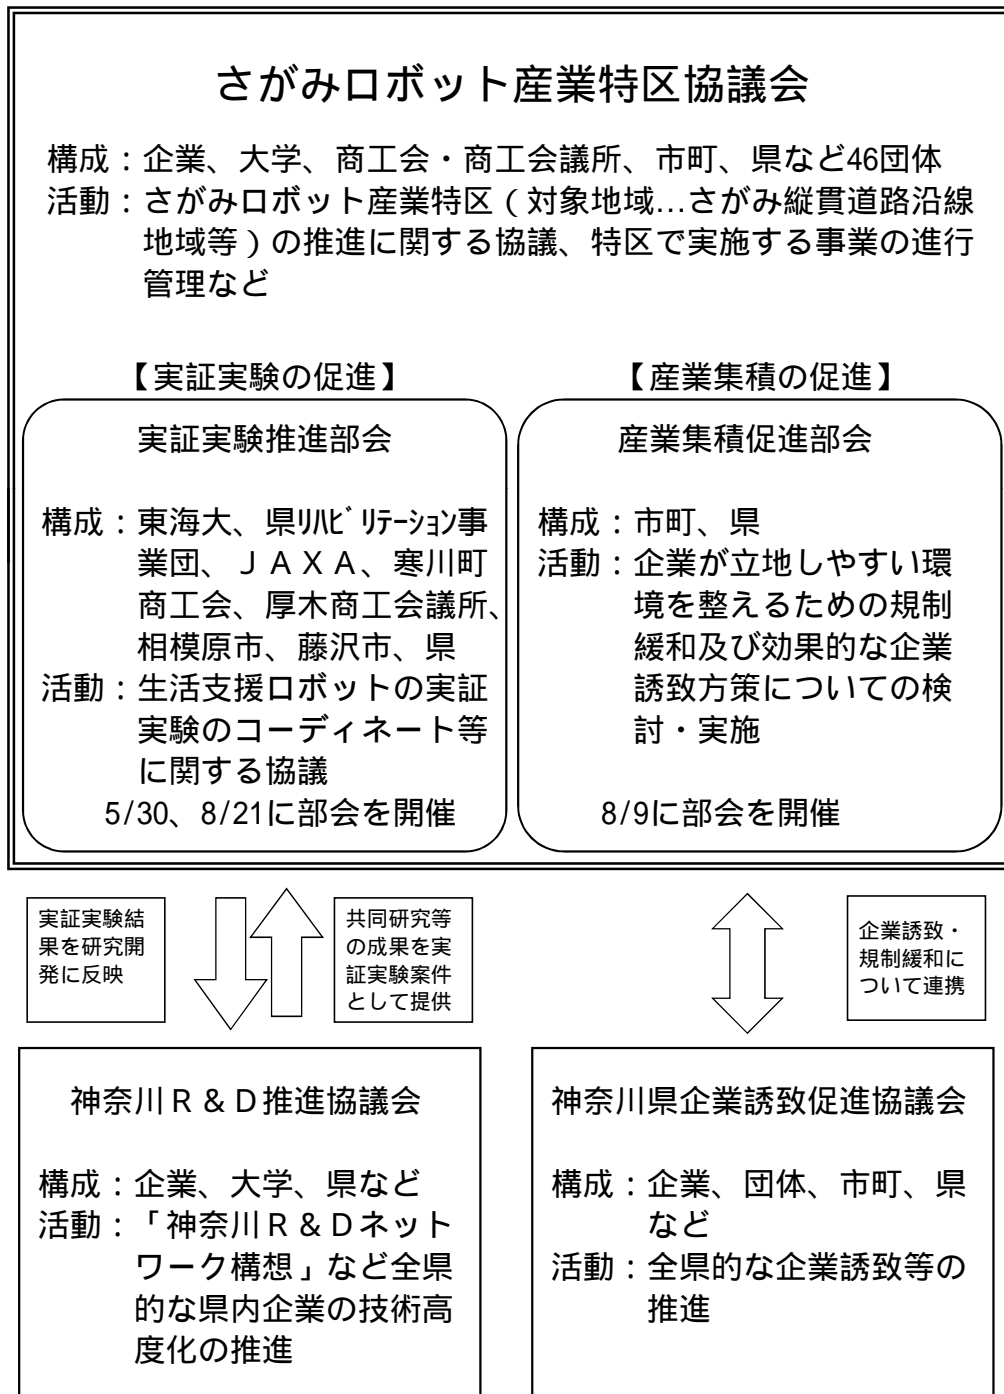 さがみロボット産業特区協議会
構成：企業、大学、商工会・商工会議所、市町、県など46団体
活動：さがみロボット産業特区（対象地域…さがみ縦貫道路沿線
地域等）の推進に関する協議、特区で実施する事業の進行
管理など
【実証実験の促進】
実証実験推進部会
構成：東海大、県ﾘﾊﾋﾞﾘﾃｰｼｮﾝ事
業団、ＪＡＸＡ、寒川町
商工会、厚木商工会議所、
相模原市、藤沢市、県
活動：生活支援ロボットの実証
実験のコーディネート等
に関する協議
5/30、8/21に部会を開催
【産業集積の促進】
産業集積促進部会
構成：市町、県
活動：企業が立地しやすい環
境を整えるための規制
緩和及び効果的な企業
誘致方策についての検
討・実施
8/9に部会を開催
実証実験結
果を研究開
発に反映
共同研究等
の成果を実
証実験案件
として提供
企業誘致・
規制緩和に
ついて連携
神奈川Ｒ＆Ｄ推進協議会
構成：企業、大学、県など
活動：「神奈川Ｒ＆Ｄネット
ワーク構想」など全県
的な県内企業の技術高
度化の推進
神奈川県企業誘致促進協議会
構成：企業、団体、市町、県
など
活動：全県的な企業誘致等の
推進